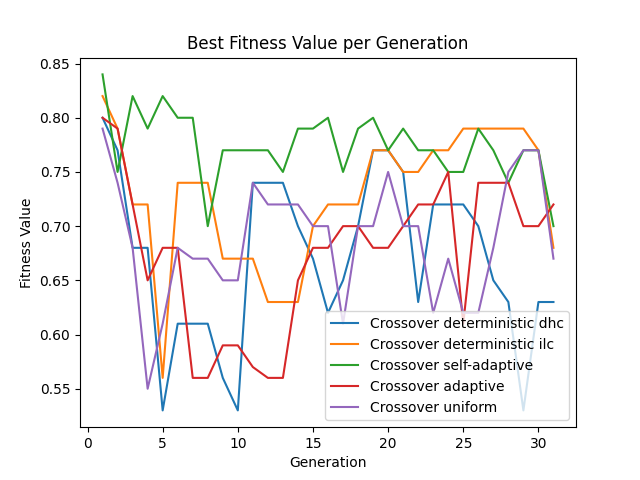 Best Fitness Value per Generation
0.85
0.80
0.75
0.70
0.65
0.60
0.55
Fitness Value
Crossover deterministic dhc
Crossover deterministic ilc
Crossover self-adaptive
Crossover adaptive
Crossover uniform
0 5 10 15 20 25 30
Generation